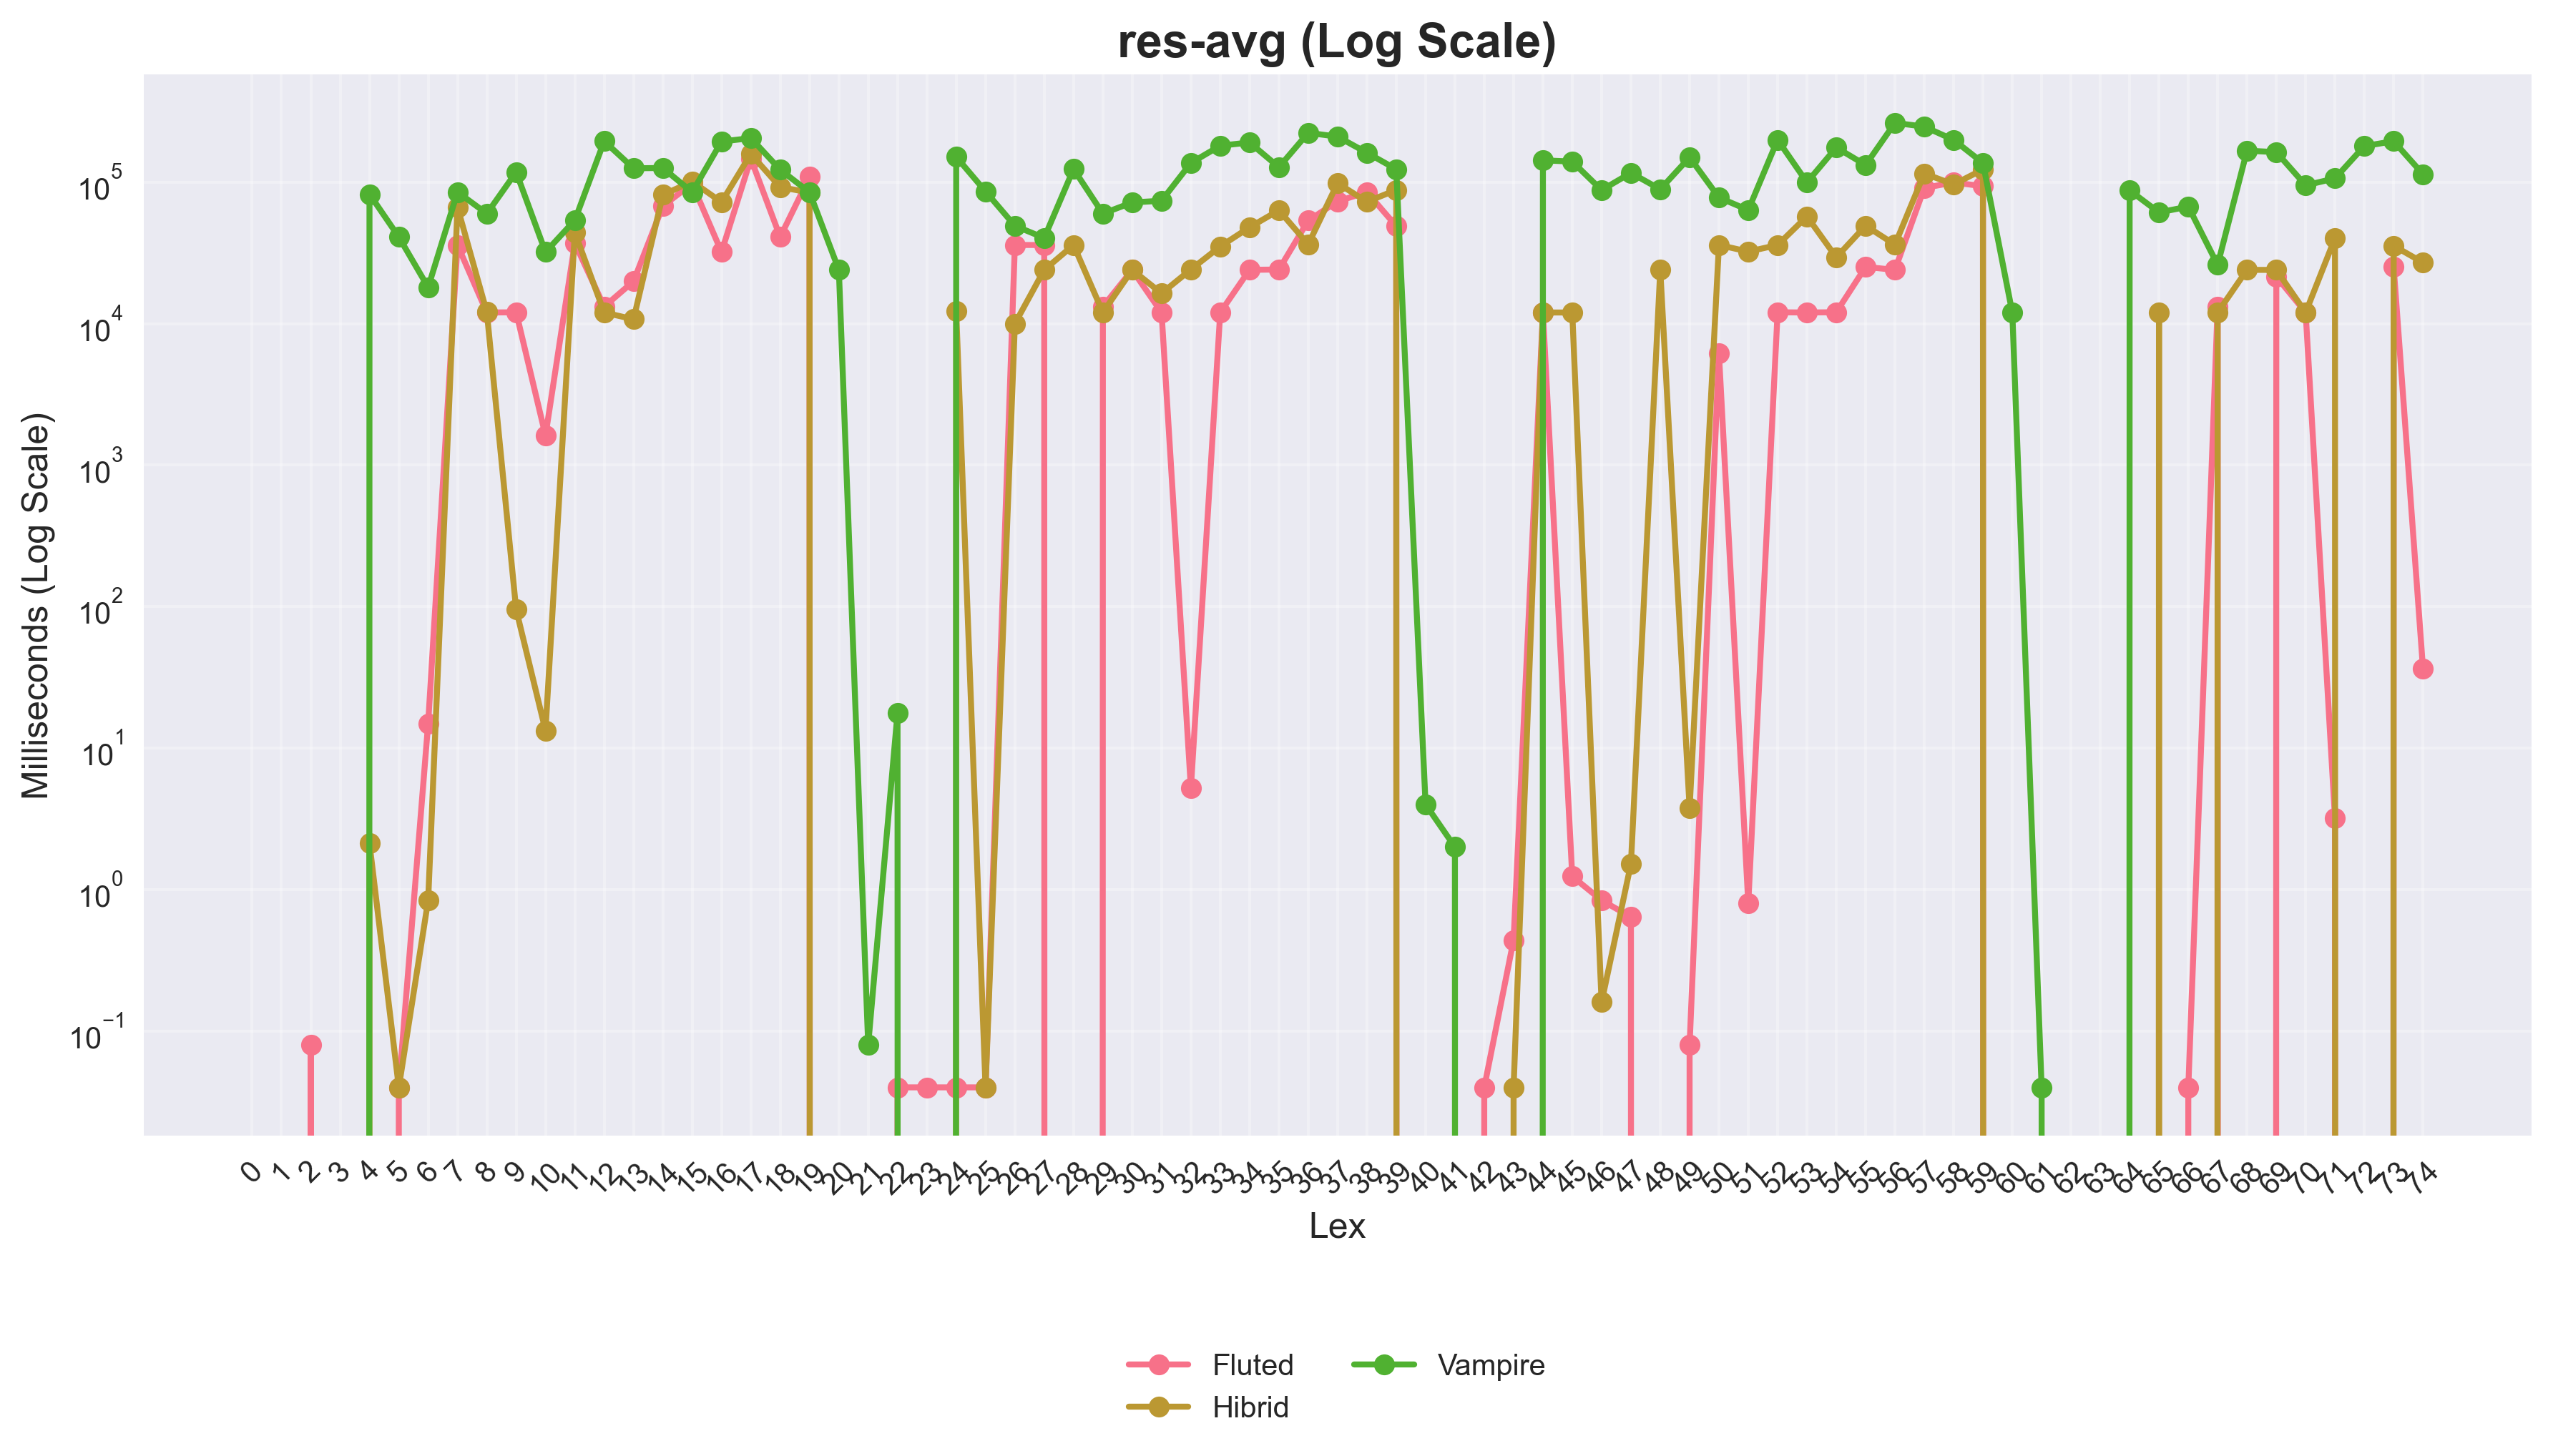 res-avg (Log Scale)
Milliseconds (Log Scale)
10^5
10^4
10^3
10^2
10^1
10^0
10^−1
0 1 2 3 4 5 6 7 8 9 10 11 12 13 14 15 16 17 18 19 20 21 22 23 24 25 26 27 28 29 30 31 32 33 34 35 36 37 38 39 40 41 42 43 44 45 46 47 48 49 50 51 52 53 54 55 56 57 58 59 60 61 62 63 64 65 66 67 68 69 70 71 72 73 74
Lex
Fluted Vampire
Hibrid